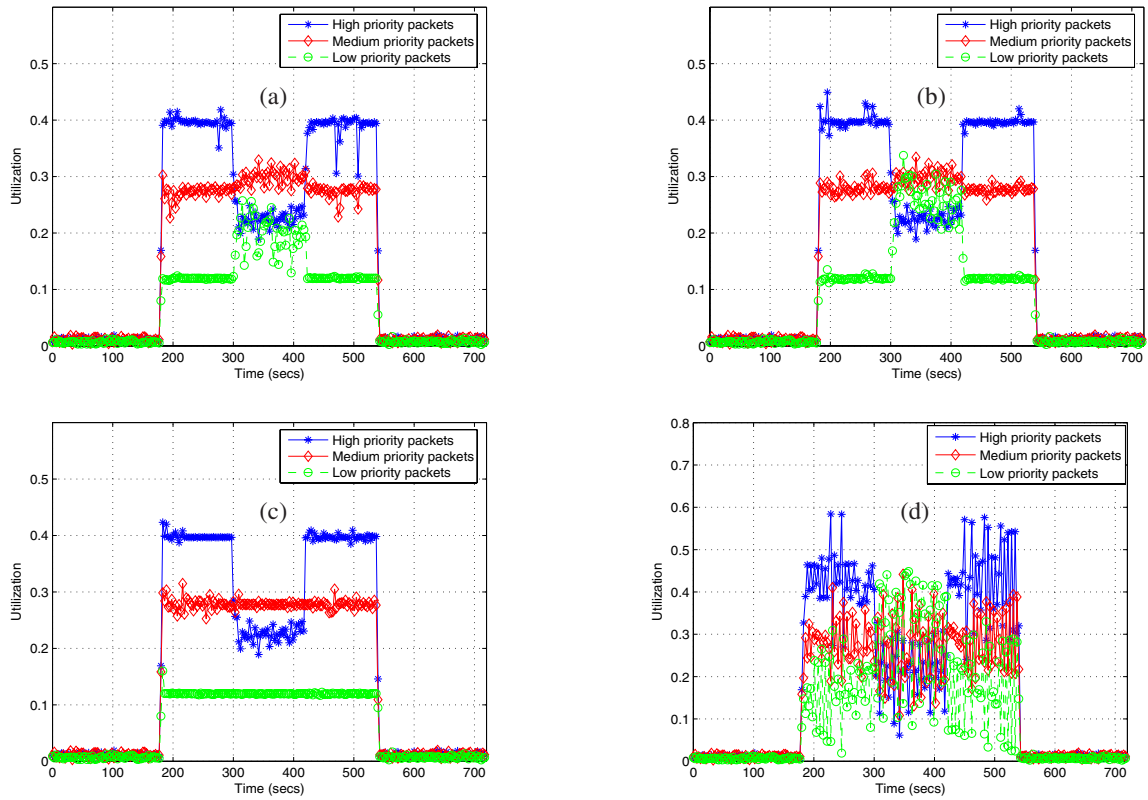 High priority packets
Medium priority packets
Low priority packets
(a)
0.5
0.4
0.3
0.2
0.1
0
Utilization
0 100 200 300 400 500 600 700
Time (secs)
High priority packets
Medium priority packets
Low priority packets
(b)
0.5
0.4
0.3
0.2
0.1
0
Utilization
0 100 200 300 400 500 600 700
Time (secs)
High priority packets
Medium priority packets
Low priority packets
(c)
0.5
0.4
0.3
0.2
0.1
0
Utilization
0 100 200 300 400 500 600 700
Time (secs)
0.8
High priority packets
Medium priority packets
Low priority packets
(d)
0.7
0.6
0.5
0.4
0.3
0.2
0.1
0
Utilization
0 100 200 300 400 500 600 700
Time (secs)